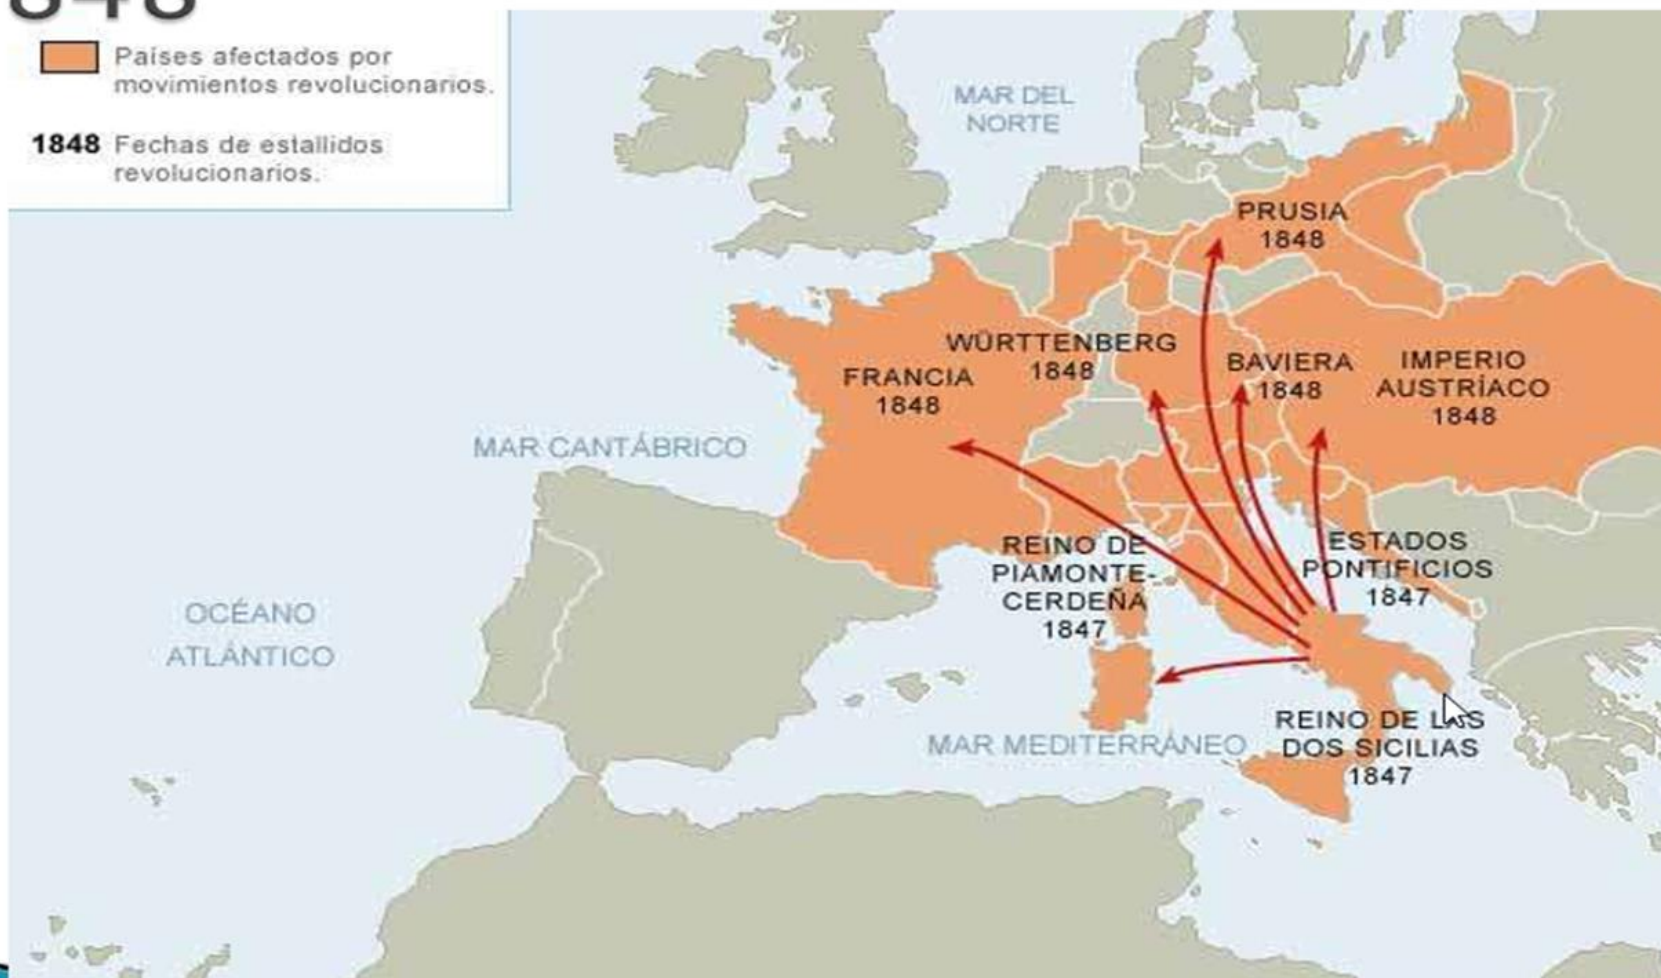 848
Países afectados por
movimientos revolucionarios.
1848 Fechas de estallidos
revolucionarios.
MAR DEL
NORTE
PRUSIA
1848
WÜRTTENBERG
1848
BAVIERA
1848
IMPERIO
AUSTRÍACO
1848
FRANCIA
1848
MAR CANTÁBRICO
REINO DE
PIAMONTE-
CERDEÑA
1847
ESTADOS
PONTIFICIOS
1847
OCÉANO
ATLÁNTICO
REINO DE LAS
DOS SICILIAS
1847
MAR MEDITERRÁNEO